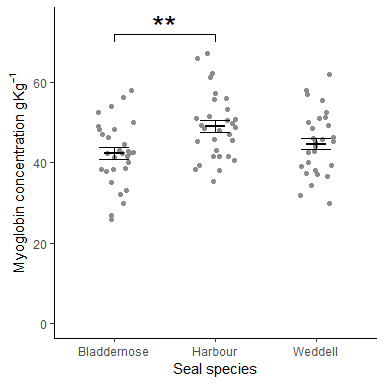 **
Myoglobin concentration gKg⁻¹
60
40
20
0
Bladdernose Harbour Weddell
Seal species